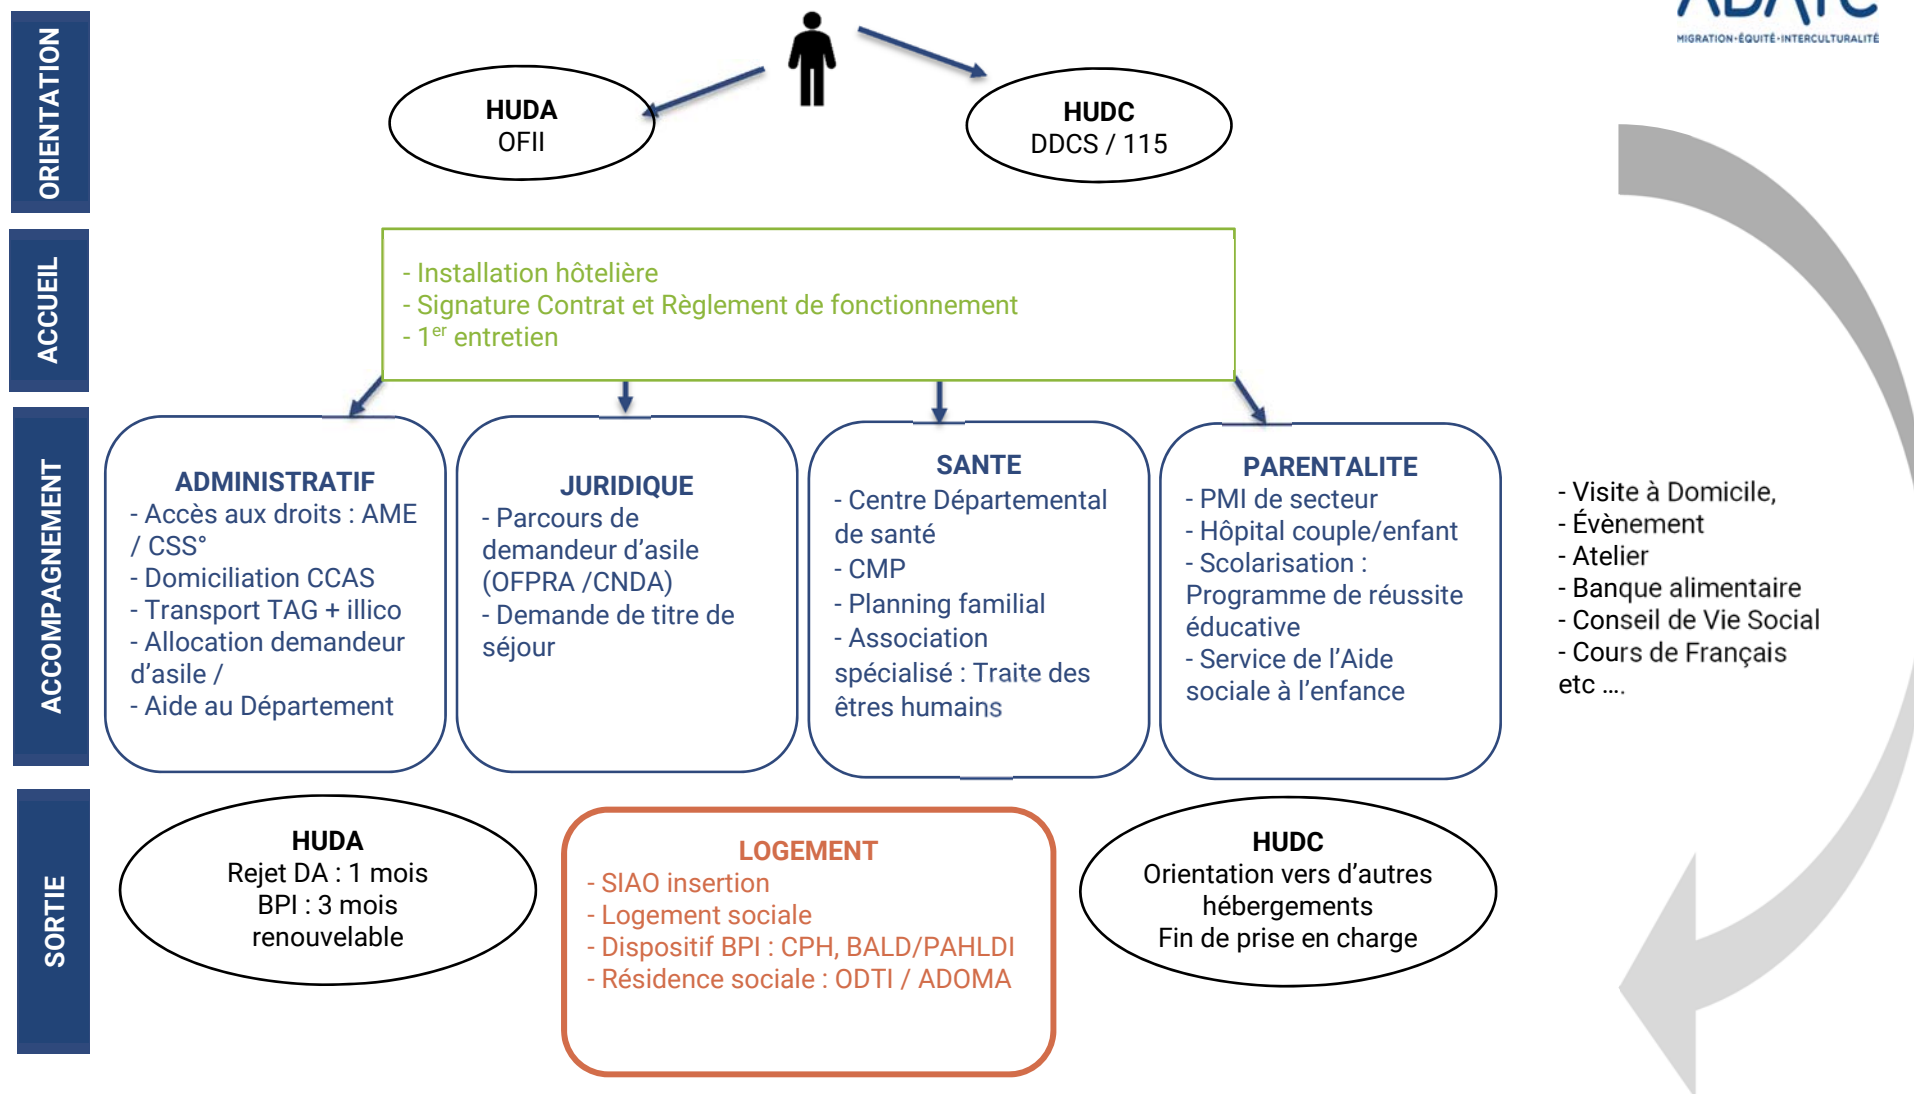 ADATE
MIGRATION-ÉQUITÉ-INTERCULTURALITÉ
ORIENTATION
HUDA
OFII
HUDC
DDCS / 115
ACCUEIL
- Installation hôtelière
- Signature Contrat et Règlement de fonctionnement
- 1er entretien
ACCOMPAGNEMENT
ADMINISTRATIF
- Accès aux droits : AME
/ CSS°
- Domiciliation CCAS
- Transport TAG + illico
- Allocation demandeur
d'asile /
- Aide au Département
JURIDIQUE
- Parcours de
demandeur d'asile
(OFPRA /CNDA)
- Demande de titre de
séjour
SANTE
- Centre Départemental
de santé
- CMP
- Planning familial
- Association
spécialisé : Traite des
êtres humains
PARENTALITE
- PMI de secteur
- Hôpital couple/enfant
- Scolarisation :
Programme de réussite
éducative
- Service de l'Aide
sociale à l'enfance
- Visite à Domicile,
- Évènement
- Atelier
- Banque alimentaire
- Conseil de Vie Social
- Cours de Français
etc ....
SORTIE
HUDA
Rejet DA : 1 mois
BPI : 3 mois
renouvelable
LOGEMENT
- SIAO insertion
- Logement sociale
- Dispositif BPI : CPH, BALD/PAHLDI
- Résidence sociale : ODTI / ADOMA
HUDC
Orientation vers d'autres
hébergements
Fin de prise en charge